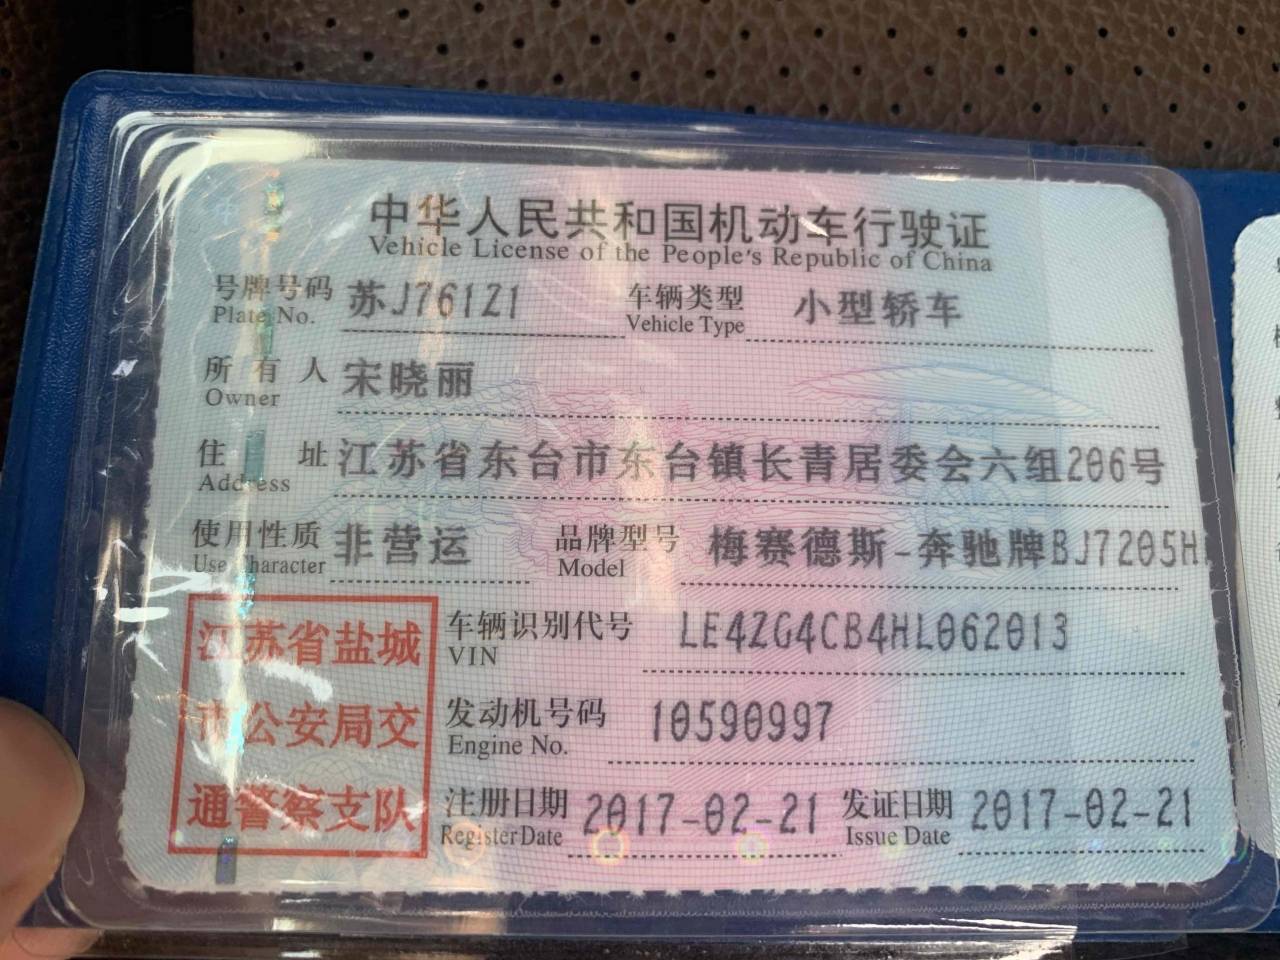 中华人民共和国机动车行驶证
Vehicle License of the People's Republic of China
号牌号码 苏J761Z1 车辆类型 小型轿车
Plate No. Vehicle Type
所有人 宋晓丽
Owner
住址 江苏省东台市东台镇长青居委会六组206号
Address
使用性质 非营运 品牌型号 梅赛德斯-奔驰牌BJ7205H
Use Character Model
江苏省盐城
市公安局交
通警察支队
车辆识别代号 LE4ZG4CB4HL062013
VIN
发动机号码 10590997
Engine No.
注册日期 2017-02-21 发证日期 2017-02-21
Register Date Issue Date